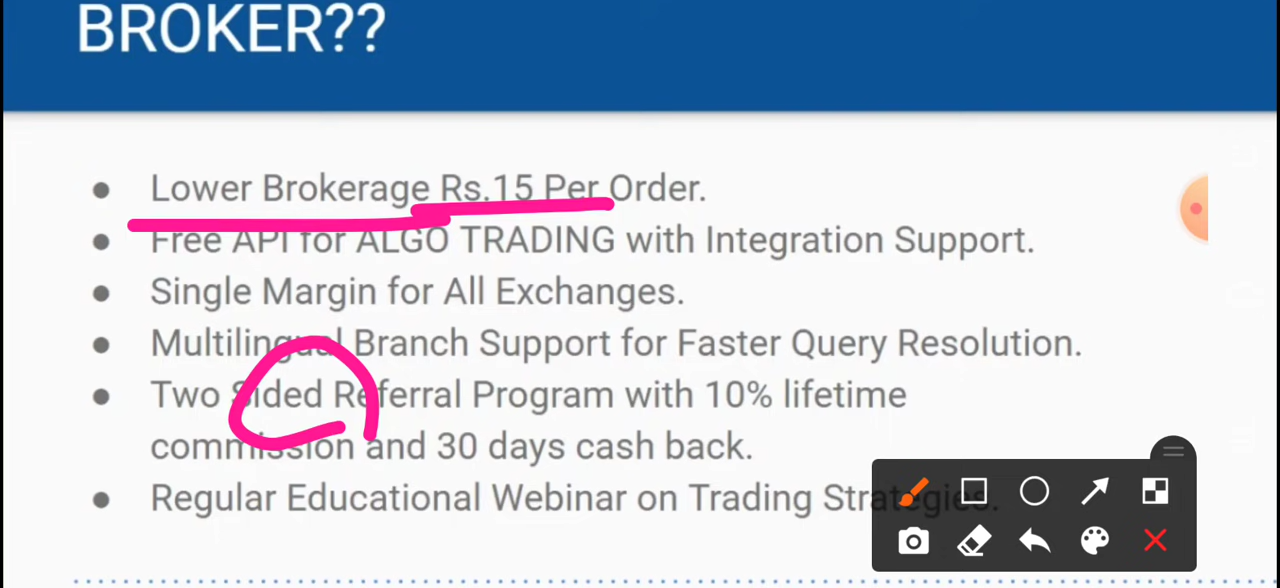 BROKER??
● Lower Brokerage Rs.15 Per Order.
● Free API for ALGO TRADING with Integration Support.
● Single Margin for All Exchanges.
● Multilingual Branch Support for Faster Query Resolution.
● Two Sided Referral Program with 10% lifetime
commission and 30 days cash back.
● Regular Educational Webinar on Trading Strategies.